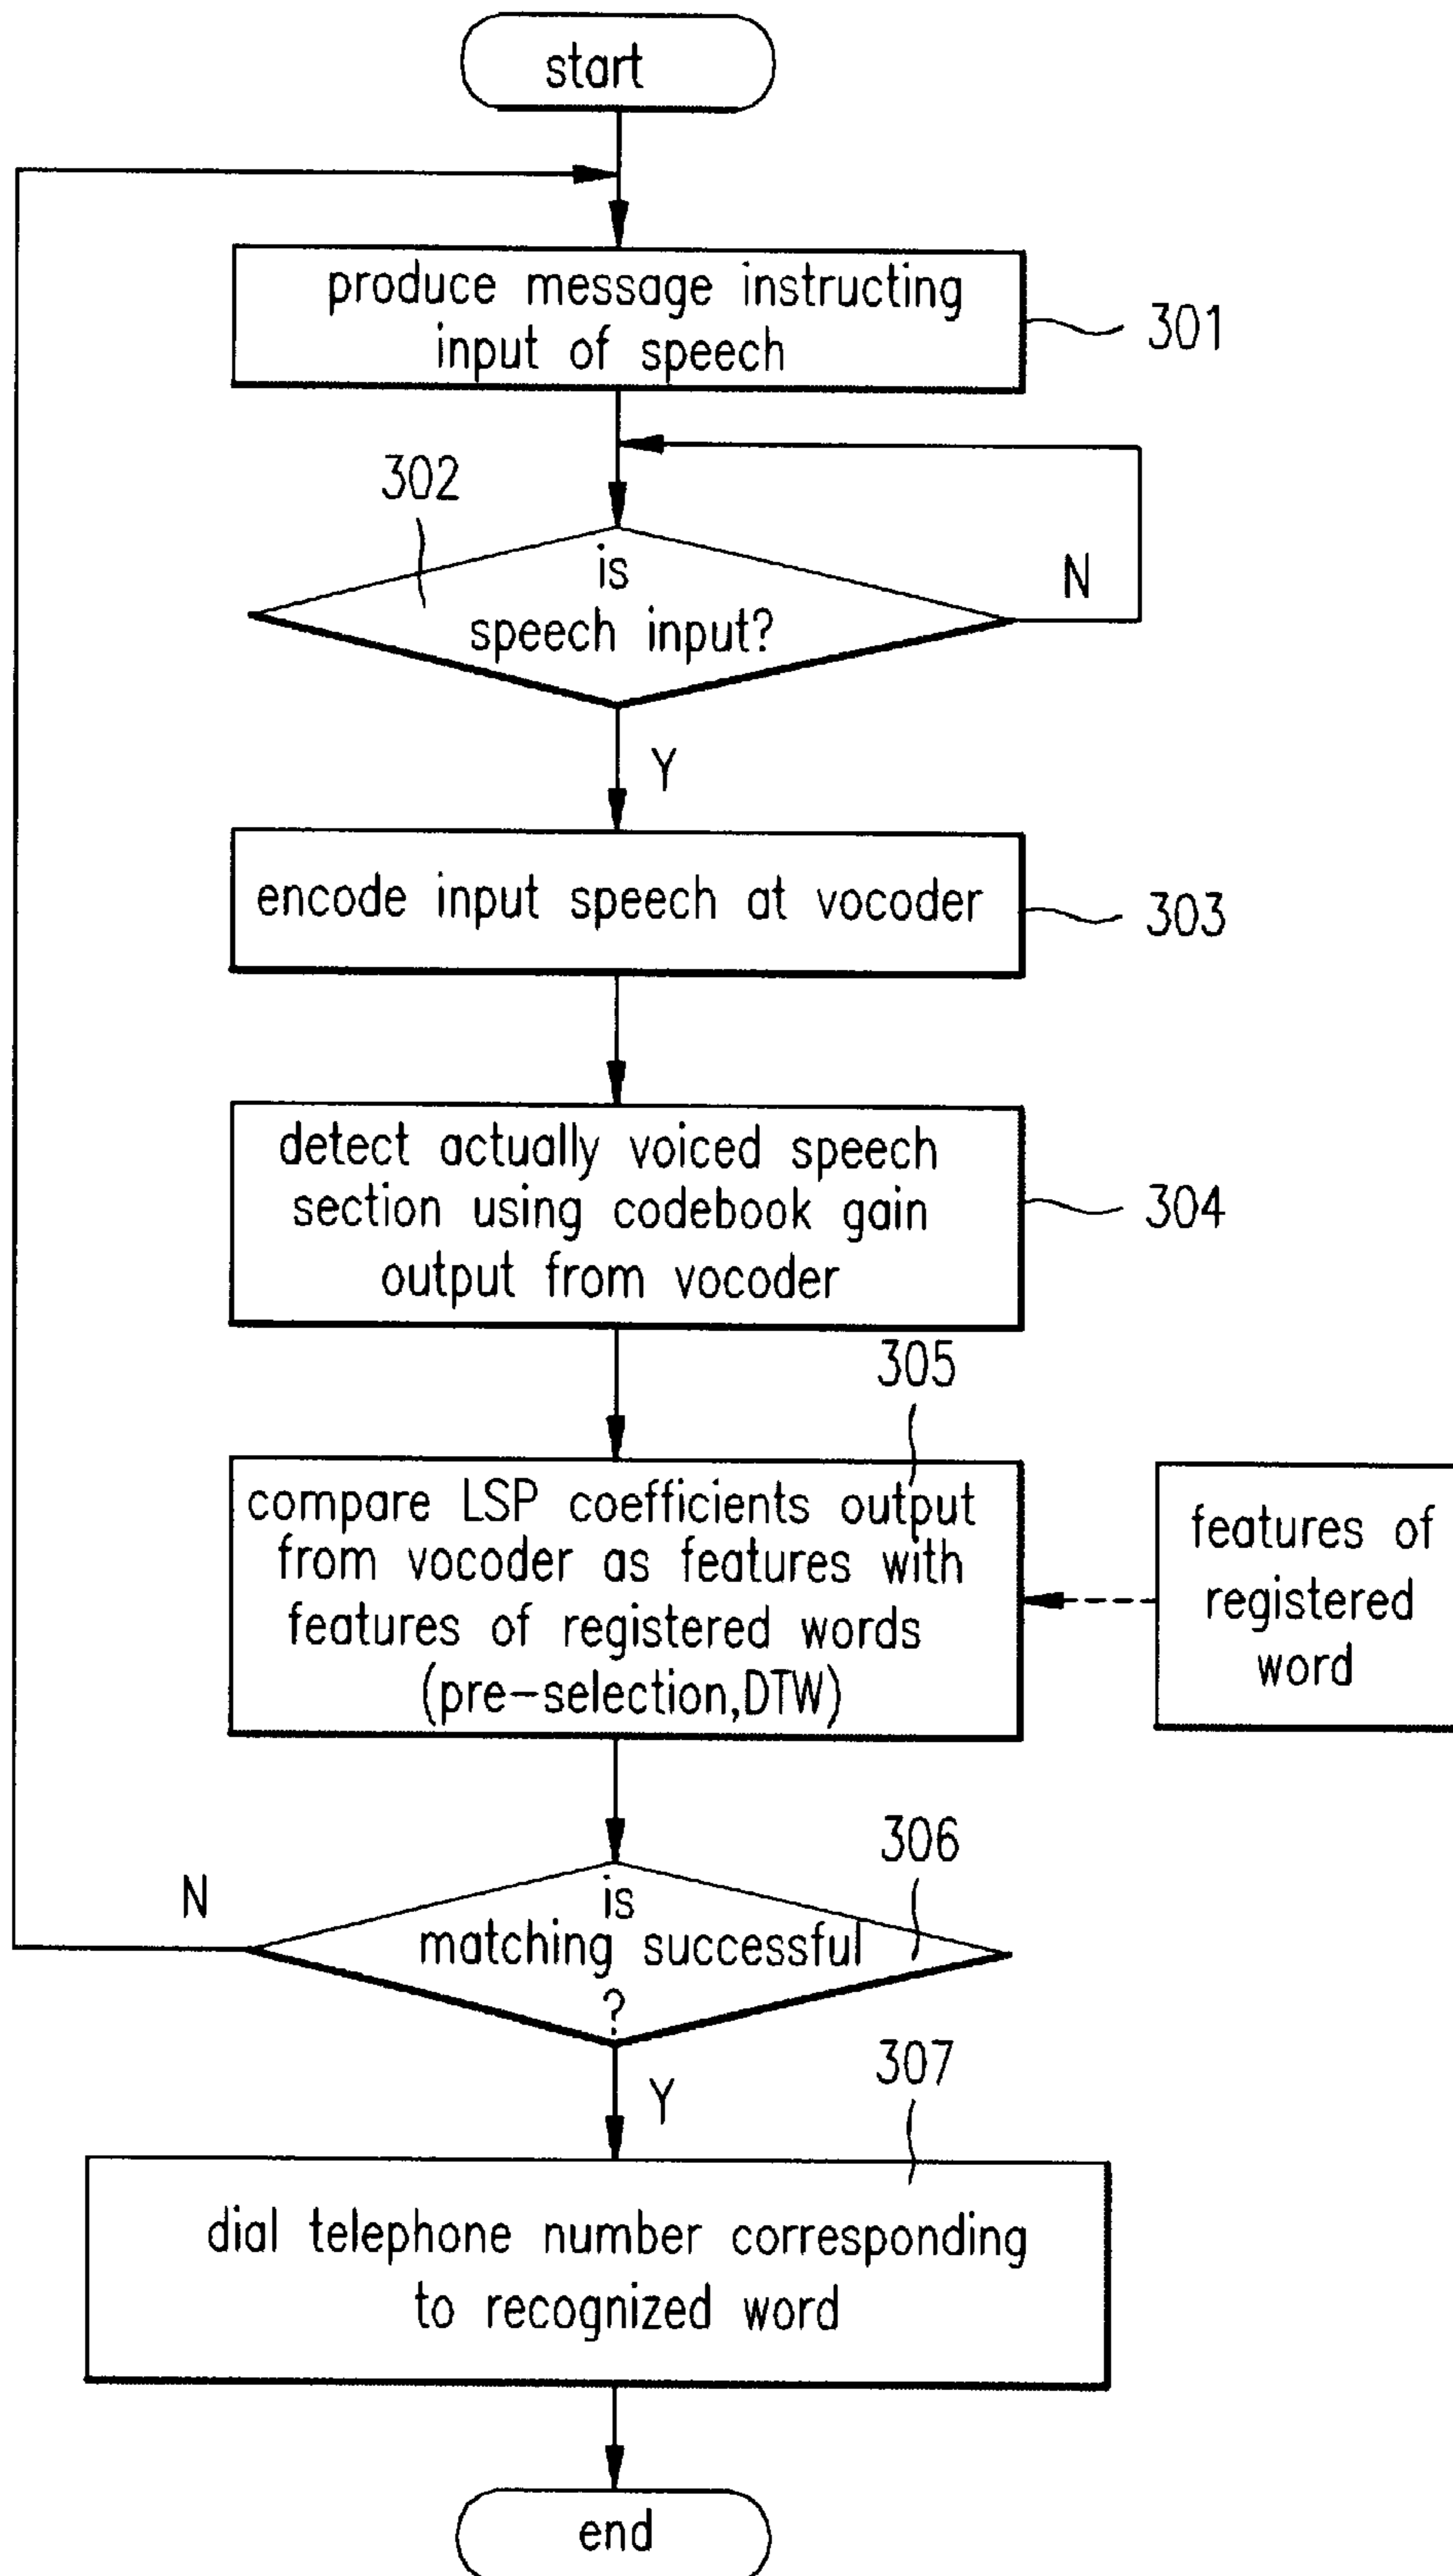 start
produce message instructing
input of speech
301
302
is
speech input?
N
Y
encode input speech at vocoder
303
detect actually voiced speech
section using codebook gain
output from vocoder
304
305
compare LSP coefficients output
from vocoder as features with
features of registered words
(pre-selection,DTW)
features of
registered
word
306
N
is
matching successful
?
Y
307
dial telephone number corresponding
to recognized word
end